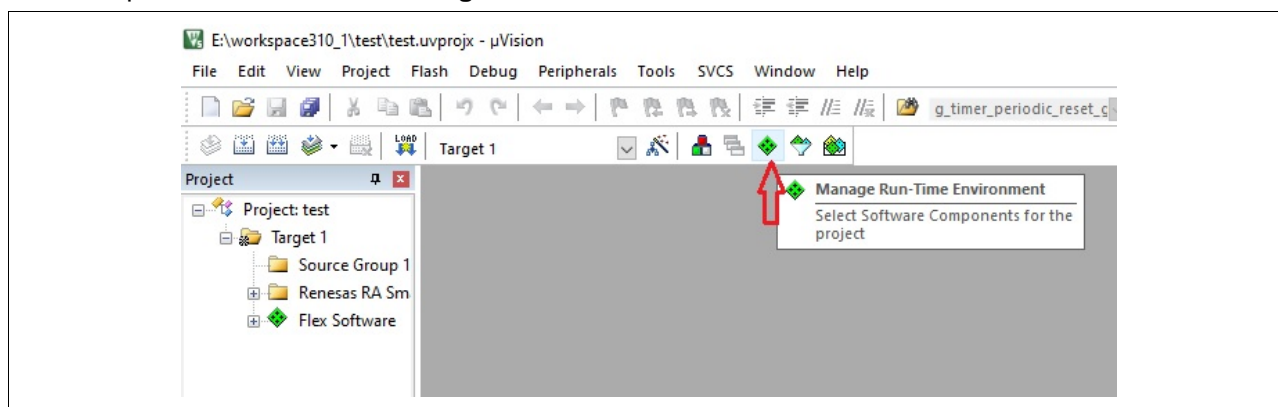 E:\workspace310_1\test\test.uvprojx - µVision
File Edit View Project Flash Debug Peripherals Tools SVCS Window Help
g_timer_periodic_reset_c
LOAD
Target 1
Project
Manage Run-Time Environment
Select Software Components for the
project
Project: test
Target 1
Source Group 1
Renesas RA Sm
Flex Software